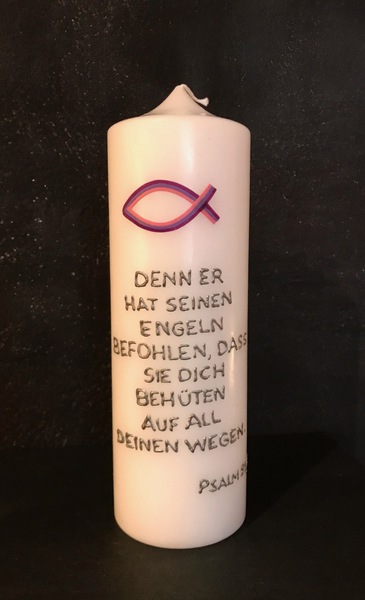 DENN ER
HAT SEINEN
ENGELN
BEFOHLEN, DASS
SIE DICH
BEHÜTEN
AUF ALL
DEINEN WEGEN.
PSALM